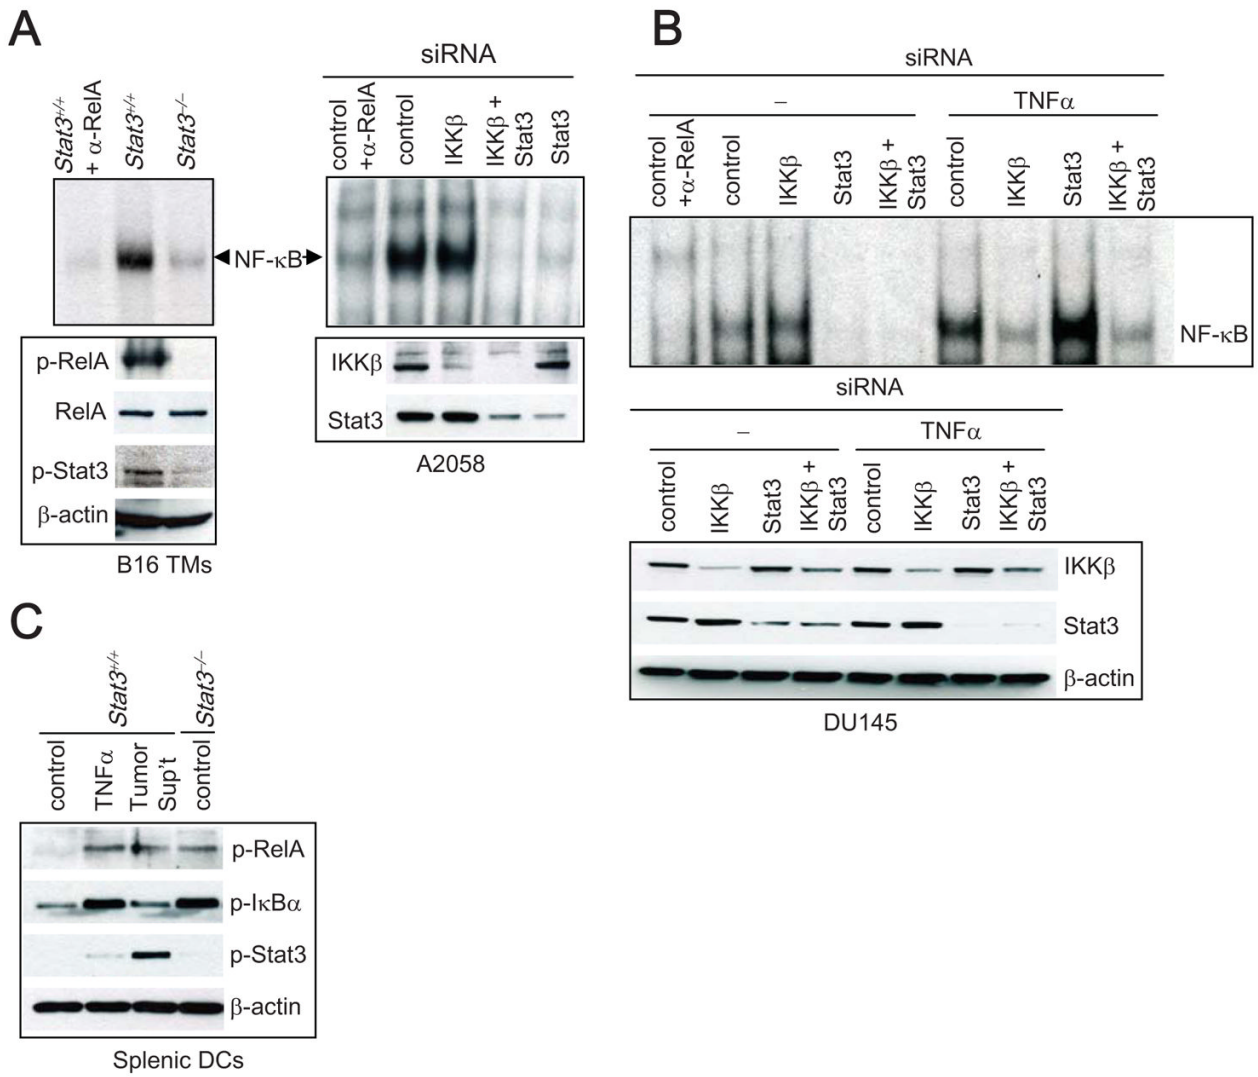 A
siRNA
Stat3+/+
+ α-RelA
Stat3+/+
Stat3–/–
control
+α-RelA
control
IKKβ
IKKβ +
Stat3
Stat3
NF-κB
p-RelA
RelA
p-Stat3
β-actin
B16 TMs
IKKβ
Stat3
A2058
B
siRNA
–
TNFα
control
+α-RelA
control
IKKβ
Stat3
IKKβ +
Stat3
control
IKKβ
Stat3
IKKβ +
Stat3
NF-κB
siRNA
–
TNFα
control
IKKβ
Stat3
IKKβ +
Stat3
control
IKKβ
Stat3
IKKβ +
Stat3
IKKβ
Stat3
β-actin
DU145
C
Stat3+/+
Stat3–/–
control
TNFα
Tumor
Sup't
control
p-RelA
p-IκBα
p-Stat3
β-actin
Splenic DCs